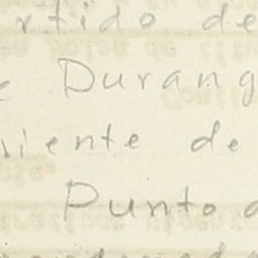 rtido de
e Durang
iente de
Punto d